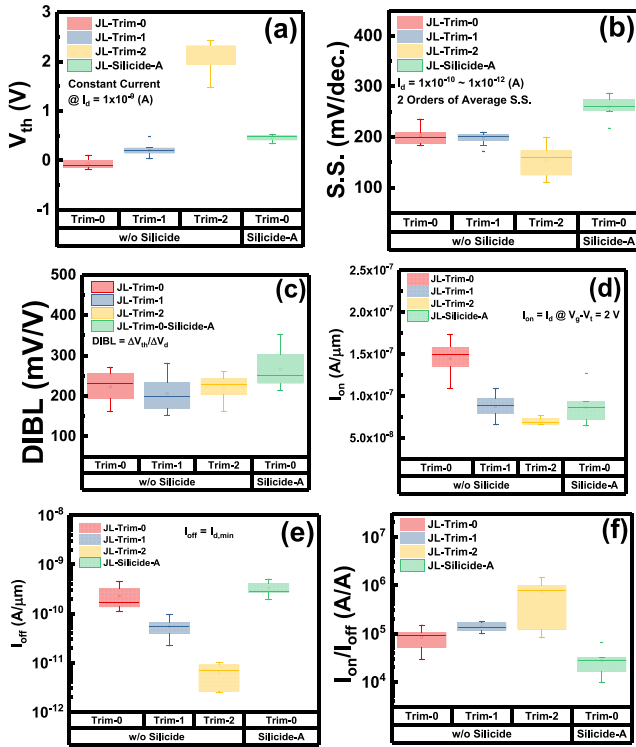 (a)
JL-Trim-0
JL-Trim-1
JL-Trim-2
JL-Silicide-A
Constant Current
@ I_d = 1x10^-9 (A)
V_th (V)
3
2
1
0
-1
Trim-0 Trim-1 Trim-2 Trim-0
w/o Silicide Silicide-A
(b)
JL-Trim-0
JL-Trim-1
JL-Trim-2
JL-Silicide-A
I_d = 1x10^-10 ~ 1x10^-12 (A)
2 Orders of Average S.S.
S.S. (mV/dec.)
400
300
200
100
Trim-0 Trim-1 Trim-2 Trim-0
w/o Silicide Silicide-A
(c)
JL-Trim-0
JL-Trim-1
JL-Trim-2
JL-Trim-0-Silicide-A
DIBL = ΔV_th/ΔV_d
DIBL (mV/V)
500
400
300
200
100
Trim-0 Trim-1 Trim-2 Trim-0
w/o Silicide Silicide-A
(d)
JL-Trim-0
JL-Trim-1
JL-Trim-2
JL-Silicide-A
I_on = I_d @ V_g-V_t = 2 V
I_on (A/μm)
2.5x10^-7
2.0x10^-7
1.5x10^-7
1.0x10^-7
5.0x10^-8
Trim-0 Trim-1 Trim-2 Trim-0
w/o Silicide Silicide-A
(e)
JL-Trim-0
JL-Trim-1
JL-Trim-2
JL-Silicide-A
I_off = I_d,min
I_off (A/μm)
10^-8
10^-9
10^-10
10^-11
10^-12
Trim-0 Trim-1 Trim-2 Trim-0
w/o Silicide Silicide-A
(f)
JL-Trim-0
JL-Trim-1
JL-Trim-2
JL-Silicide-A
I_on/I_off (A/A)
10^7
10^6
10^5
10^4
Trim-0 Trim-1 Trim-2 Trim-0
w/o Silicide Silicide-A